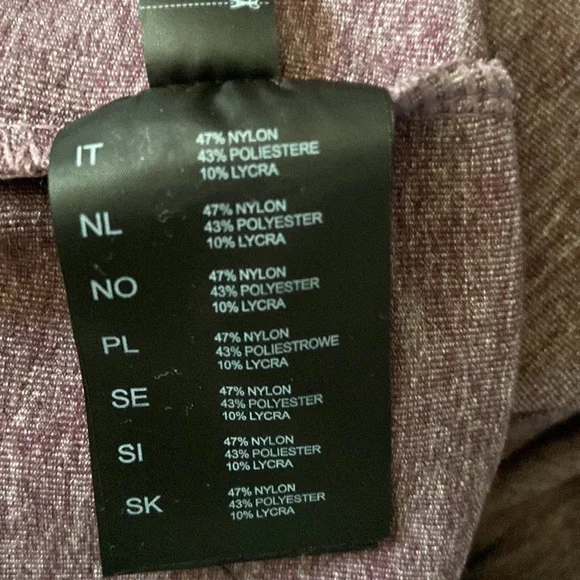 IT
47% NYLON
43% POLIESTERE
10% LYCRA
NL
47% NYLON
43% POLYESTER
10% LYCRA
NO
47% NYLON
43% POLYESTER
10% LYCRA
PL
47% NYLON
43% POLIESTROWE
10% LYCRA
SE
47% NYLON
43% POLYESTER
10% LYCRA
SI
47% NYLON
43% POLIESTER
10% LYCRA
SK
47% NYLON
43% POLYESTER
10% LYCRA